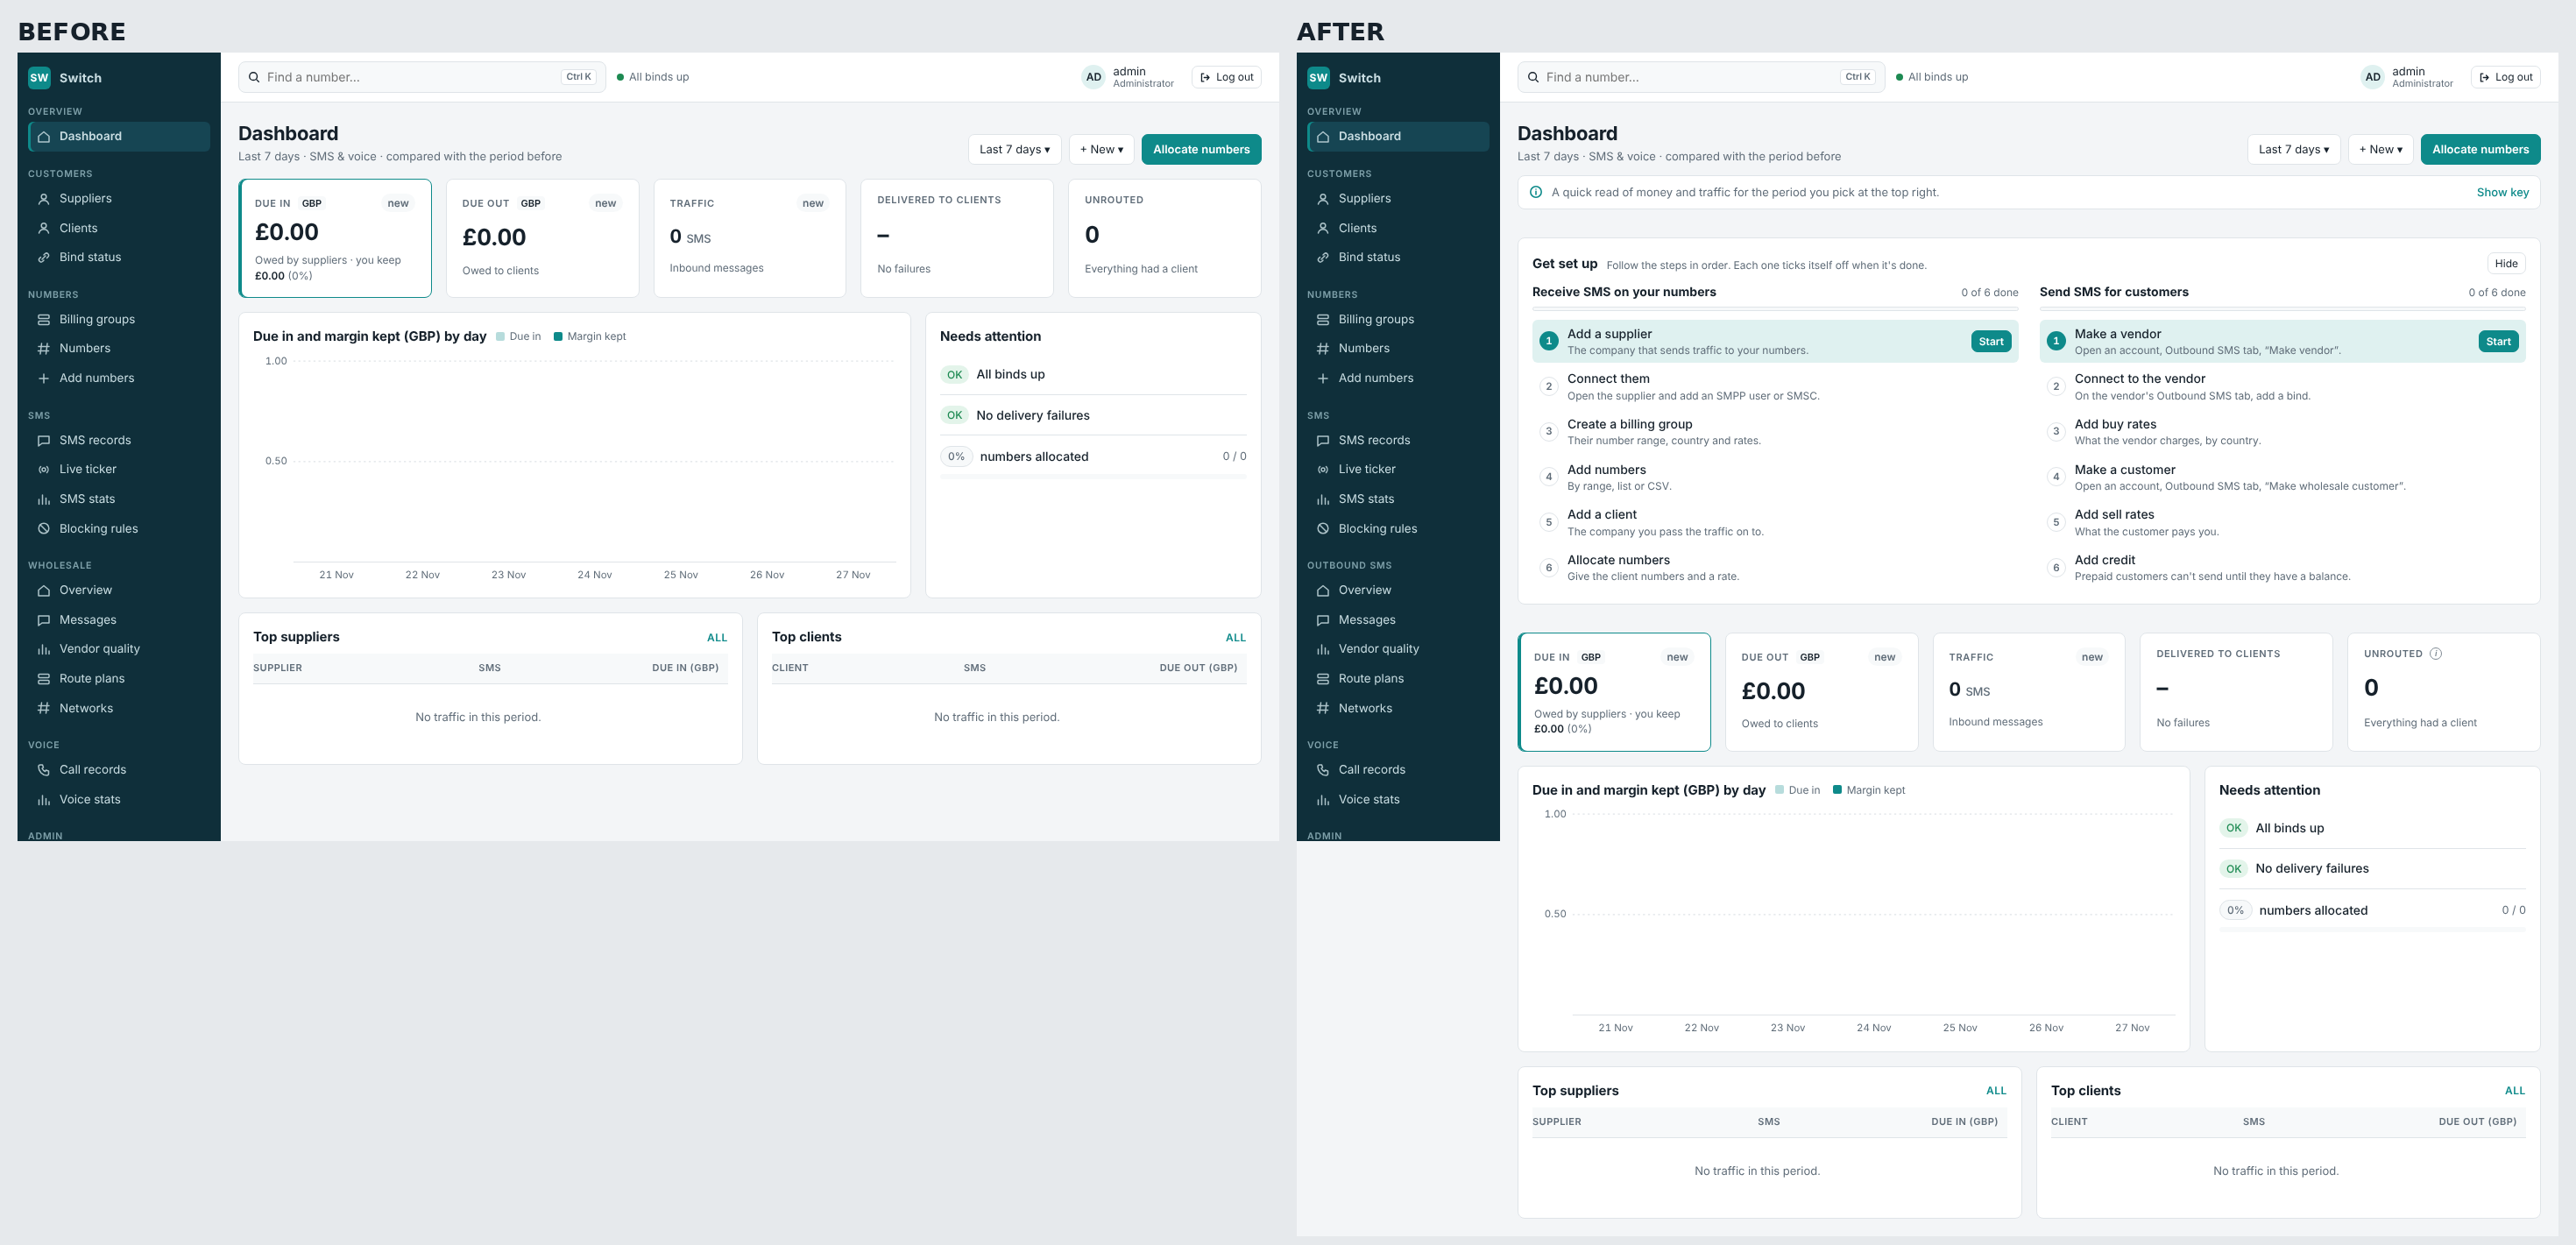 BEFORE
SW Switch
OVERVIEW
Dashboard
CUSTOMERS
Suppliers
Clients
Bind status
NUMBERS
Billing groups
Numbers
Add numbers
SMS
SMS records
Live ticker
SMS stats
Blocking rules
WHOLESALE
Overview
Messages
Vendor quality
Route plans
Networks
VOICE
Call records
Voice stats
ADMIN
Find a number... Ctrl K
All binds up
AD admin
Administrator
Log out
Dashboard
Last 7 days · SMS & voice · compared with the period before
Last 7 days ▾ + New ▾ Allocate numbers
DUE IN GBP new
£0.00
Owed by suppliers · you keep
£0.00 (0%)
DUE OUT GBP new
£0.00
Owed to clients
TRAFFIC new
0 SMS
Inbound messages
DELIVERED TO CLIENTS
–
No failures
UNROUTED
0
Everything had a client
Due in and margin kept (GBP) by day Due in Margin kept
1.00
0.50
21 Nov 22 Nov 23 Nov 24 Nov 25 Nov 26 Nov 27 Nov
Needs attention
OK All binds up
OK No delivery failures
0% numbers allocated 0 / 0
Top suppliers ALL
SUPPLIER SMS DUE IN (GBP)
No traffic in this period.
Top clients ALL
CLIENT SMS DUE OUT (GBP)
No traffic in this period.
AFTER
SW Switch
OVERVIEW
Dashboard
CUSTOMERS
Suppliers
Clients
Bind status
NUMBERS
Billing groups
Numbers
Add numbers
SMS
SMS records
Live ticker
SMS stats
Blocking rules
OUTBOUND SMS
Overview
Messages
Vendor quality
Route plans
Networks
VOICE
Call records
Voice stats
ADMIN
Find a number... Ctrl K
All binds up
AD admin
Administrator
Log out
Dashboard
Last 7 days · SMS & voice · compared with the period before
Last 7 days ▾ + New ▾ Allocate numbers
A quick read of money and traffic for the period you pick at the top right. Show key
Get set up Follow the steps in order. Each one ticks itself off when it's done. Hide
Receive SMS on your numbers 0 of 6 done
1 Add a supplier
The company that sends traffic to your numbers.
Start
2 Connect them
Open the supplier and add an SMPP user or SMSC.
3 Create a billing group
Their number range, country and rates.
4 Add numbers
By range, list or CSV.
5 Add a client
The company you pass the traffic on to.
6 Allocate numbers
Give the client numbers and a rate.
Send SMS for customers 0 of 6 done
1 Make a vendor
Open an account, Outbound SMS tab, “Make vendor”.
Start
2 Connect to the vendor
On the vendor's Outbound SMS tab, add a bind.
3 Add buy rates
What the vendor charges, by country.
4 Make a customer
Open an account, Outbound SMS tab, “Make wholesale customer”.
5 Add sell rates
What the customer pays you.
6 Add credit
Prepaid customers can't send until they have a balance.
DUE IN GBP new
£0.00
Owed by suppliers · you keep
£0.00 (0%)
DUE OUT GBP new
£0.00
Owed to clients
TRAFFIC new
0 SMS
Inbound messages
DELIVERED TO CLIENTS
–
No failures
UNROUTED i
0
Everything had a client
Due in and margin kept (GBP) by day Due in Margin kept
1.00
0.50
21 Nov 22 Nov 23 Nov 24 Nov 25 Nov 26 Nov 27 Nov
Needs attention
OK All binds up
OK No delivery failures
0% numbers allocated 0 / 0
Top suppliers ALL
SUPPLIER SMS DUE IN (GBP)
No traffic in this period.
Top clients ALL
CLIENT SMS DUE OUT (GBP)
No traffic in this period.